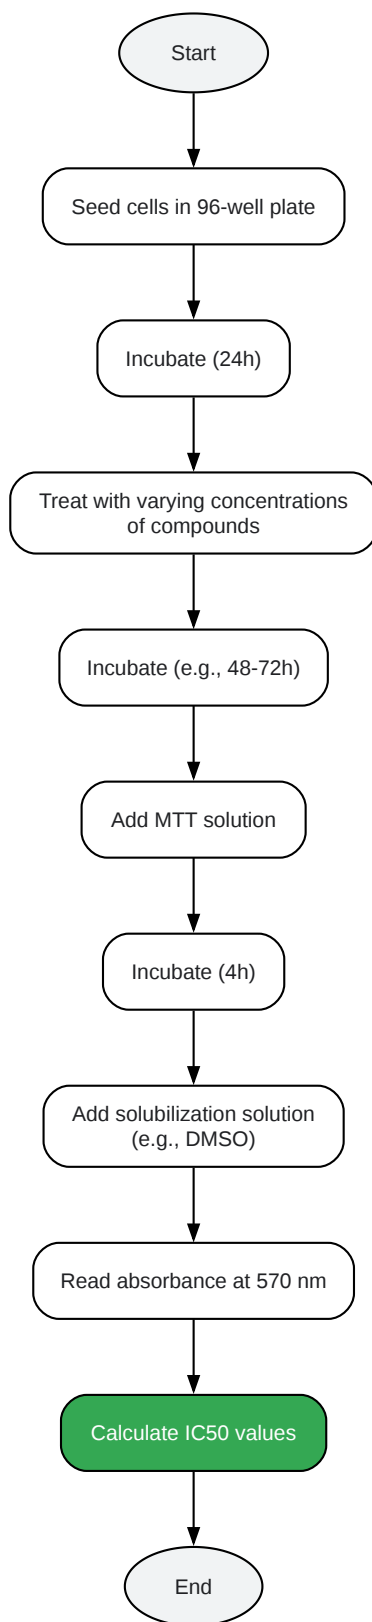 Start
Seed cells in 96-well plate
Incubate (24h)
Treat with varying concentrations
of compounds
Incubate (e.g., 48-72h)
Add MTT solution
Incubate (4h)
Add solubilization solution
(e.g., DMSO)
Read absorbance at 570 nm
Calculate IC50 values
End